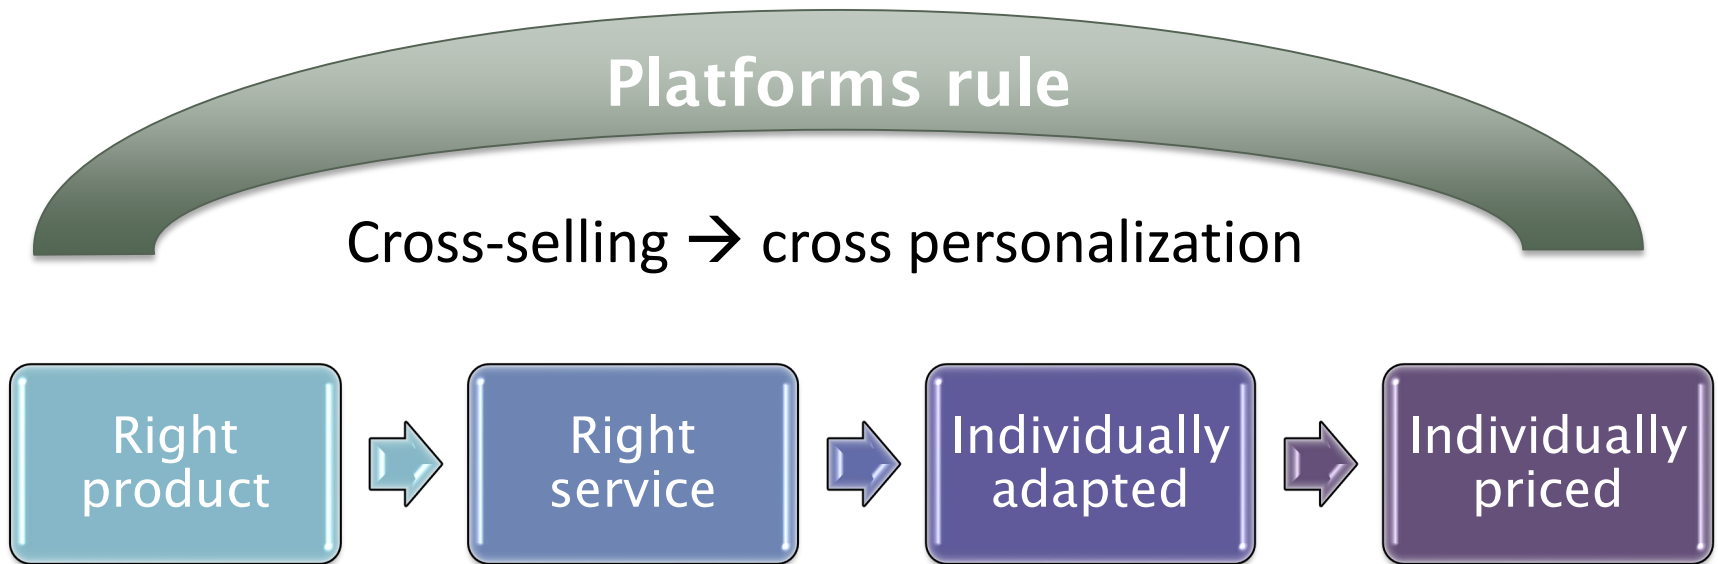 Platforms rule
Cross-selling → cross personalization
Right
product
Right
service
Individually
adapted
Individually
priced